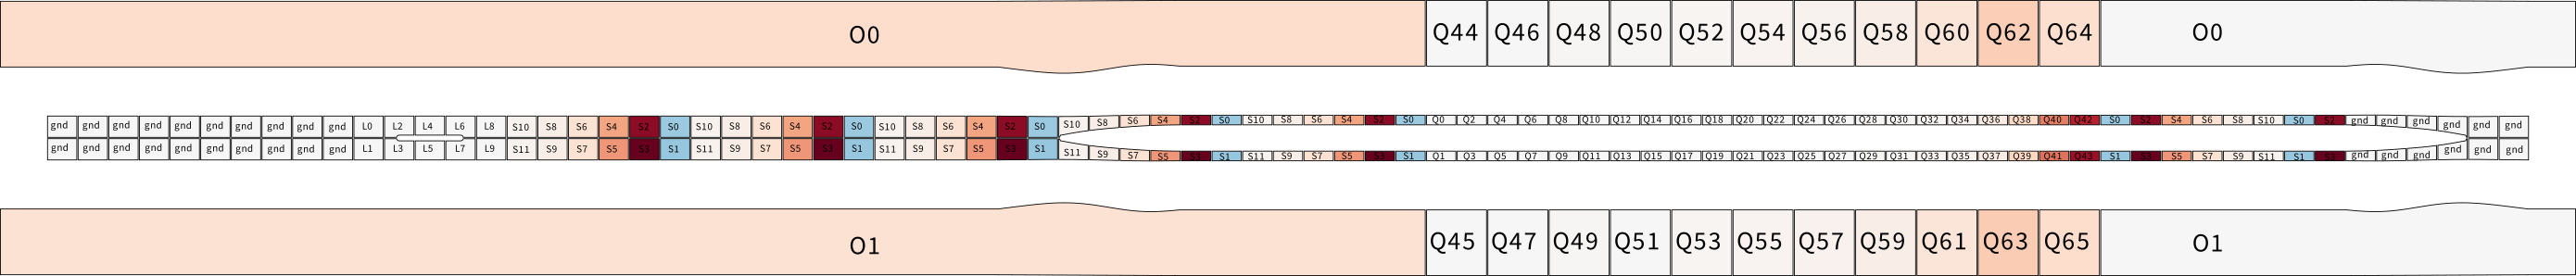 O0 Q44 Q46 Q48 Q50 Q52 Q54 Q56 Q58 Q60 Q62 Q64 O0
gnd gnd gnd gnd gnd gnd gnd gnd gnd gnd L0 L2 L4 L6 L8 S10 S8 S6 S4 S2 S0 S10 S8 S6 S4 S2 S0 S10 S8 S6 S4 S2 S0 S10 S8 S6 S4 S2 S0 S10 S8 S6 S4 S2 S0 Q0 Q2 Q4 Q6 Q8 Q10 Q12 Q14 Q16 Q18 Q20 Q22 Q24 Q26 Q28 Q30 Q32 Q34 Q36 Q38 Q40 Q42 S0 S2 S4 S6 S8 S10 S0 S2 gnd gnd gnd gnd gnd gnd
gnd gnd gnd gnd gnd gnd gnd gnd gnd gnd L1 L3 L5 L7 L9 S11 S9 S7 S5 S3 S1 S11 S9 S7 S5 S3 S1 S11 S9 S7 S5 S3 S1 S11 S9 S7 S5 S3 S1 S11 S9 S7 S5 S3 S1 Q1 Q3 Q5 Q7 Q9 Q11 Q13 Q15 Q17 Q19 Q21 Q23 Q25 Q27 Q29 Q31 Q33 Q35 Q37 Q39 Q41 Q43 S1 S3 S5 S7 S9 S11 S1 S3 gnd gnd gnd gnd gnd gnd
O1 Q45 Q47 Q49 Q51 Q53 Q55 Q57 Q59 Q61 Q63 Q65 O1